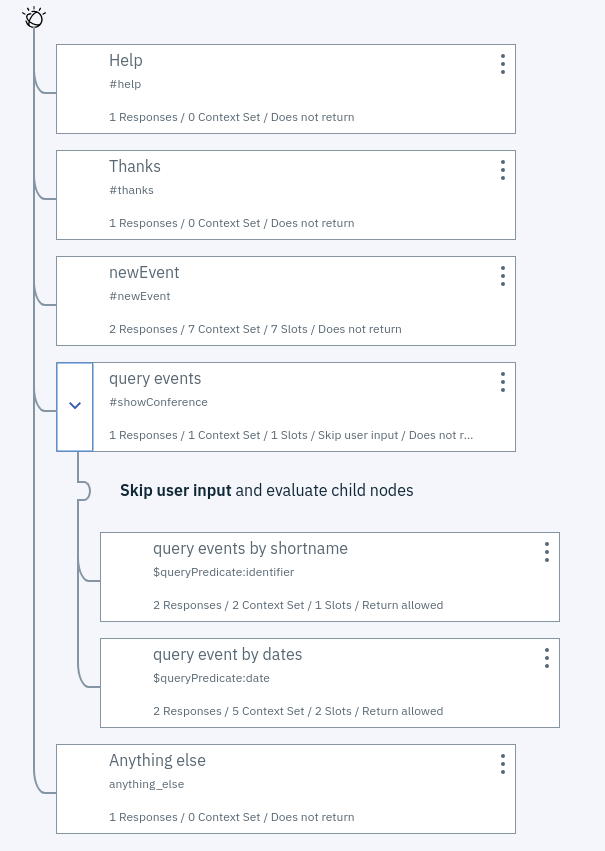 Help
#help
1 Responses / 0 Context Set / Does not return
Thanks
#thanks
1 Responses / 0 Context Set / Does not return
newEvent
#newEvent
2 Responses / 7 Context Set / 7 Slots / Does not return
query events
#showConference
1 Responses / 1 Context Set / 1 Slots / Skip user input / Does not r...
Skip user input and evaluate child nodes
query events by shortname
$queryPredicate:identifier
2 Responses / 2 Context Set / 1 Slots / Return allowed
query event by dates
$queryPredicate:date
2 Responses / 5 Context Set / 2 Slots / Return allowed
Anything else
anything_else
1 Responses / 0 Context Set / Does not return